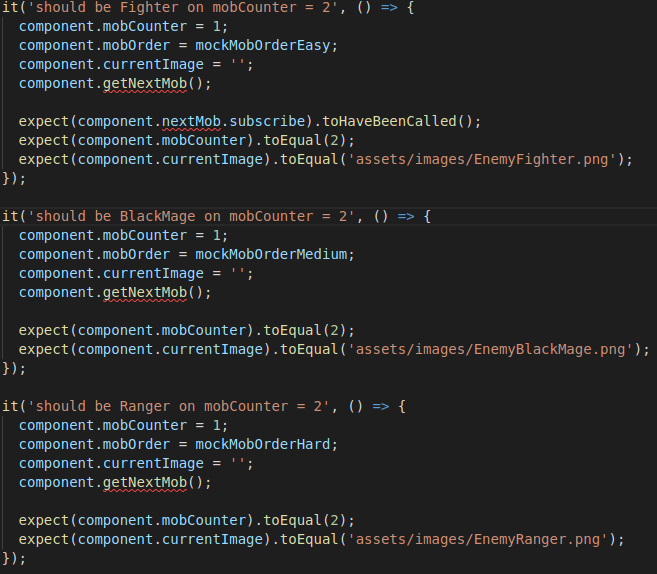 it('should be Fighter on mobCounter = 2', () => {
  component.mobCounter = 1;
  component.mobOrder = mockMobOrderEasy;
  component.currentImage = '';
  component.getNextMob();

  expect(component.nextMob.subscribe).toHaveBeenCalled();
  expect(component.mobCounter).toEqual(2);
  expect(component.currentImage).toEqual('assets/images/EnemyFighter.png');
});

it('should be BlackMage on mobCounter = 2', () => {
  component.mobCounter = 1;
  component.mobOrder = mockMobOrderMedium;
  component.currentImage = '';
  component.getNextMob();

  expect(component.mobCounter).toEqual(2);
  expect(component.currentImage).toEqual('assets/images/EnemyBlackMage.png');
});

it('should be Ranger on mobCounter = 2', () => {
  component.mobCounter = 1;
  component.mobOrder = mockMobOrderHard;
  component.currentImage = '';
  component.getNextMob();

  expect(component.mobCounter).toEqual(2);
  expect(component.currentImage).toEqual('assets/images/EnemyRanger.png');
});